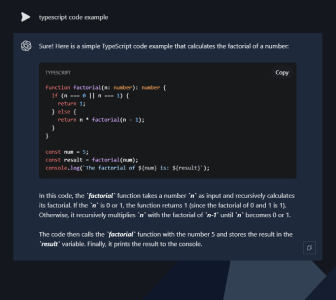 typescript code example
Sure! Here is a simple TypeScript code example that calculates the factorial of a number:
TYPESCRIPT
Copy
function factorial(n: number): number {
if (n === 0 || n === 1) {
return 1;
} else {
return n * factorial(n - 1);
}
}
const num = 5;
const result = factorial(num);
console.log(`The factorial of ${num} is: ${result}`);
In this code, the `factorial` function takes a number `n` as input and recursively calculates
its factorial. If the `n` is 0 or 1, the function returns 1 (since the factorial of 0 and 1 is 1).
Otherwise, it recursively multiplies `n` with the factorial of `n-1` until `n` becomes 0 or 1.
The code then calls the `factorial` function with the number 5 and stores the result in the
`result` variable. Finally, it prints the result to the console.